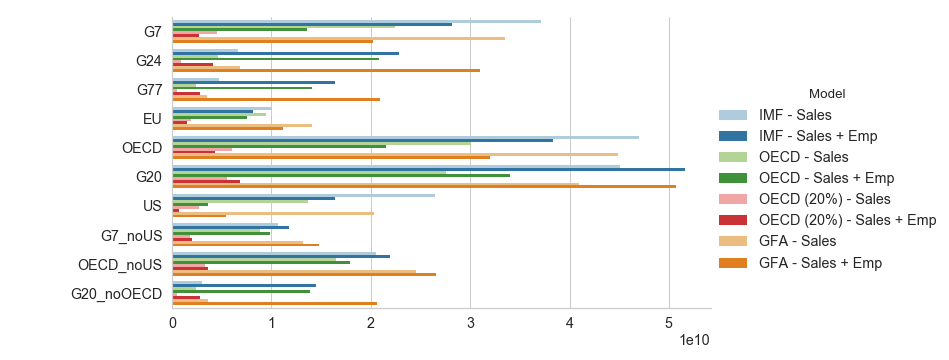 G7
G24
G77
EU
OECD
G20
US
G7_noUS
OECD_noUS
G20_noOECD
0 1 2 3 4 5
1e10
Model
IMF - Sales
IMF - Sales + Emp
OECD - Sales
OECD - Sales + Emp
OECD (20%) - Sales
OECD (20%) - Sales + Emp
GFA - Sales
GFA - Sales + Emp